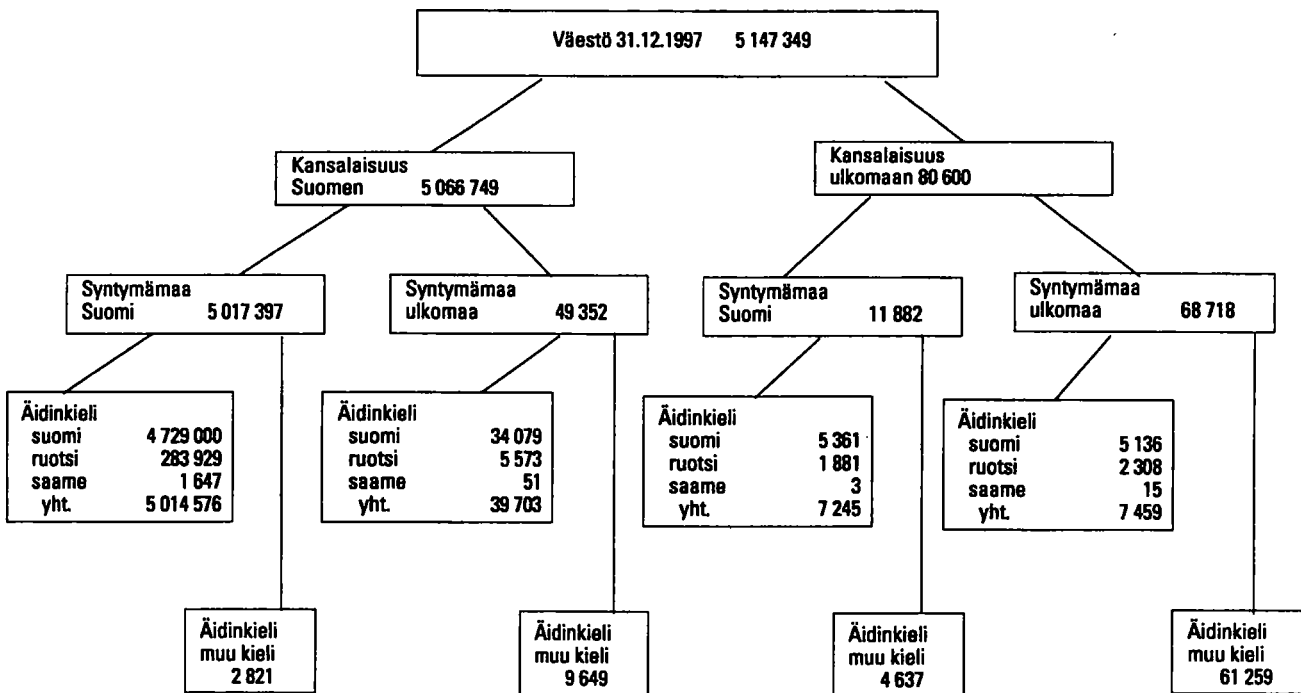 Väestö 31.12.1997 5 147 349
Kansalaisuus
Suomen 5 066 749
Kansalaisuus
ulkomaan 80 600
Syntymämaa
Suomi 5 017 397
Syntymämaa
ulkomaa 49 352
Syntymämaa
Suomi 11 882
Syntymämaa
ulkomaa 68 718
Äidinkieli
suomi 4 729 000
ruotsi 283 929
saame 1 647
yht. 5 014 576
Äidinkieli
suomi 34 079
ruotsi 5 573
saame 51
yht. 39 703
Äidinkieli
suomi 5 361
ruotsi 1 881
saame 3
yht. 7 245
Äidinkieli
suomi 5 136
ruotsi 2 308
saame 15
yht. 7 459
Äidinkieli
muu kieli
2 821
Äidinkieli
muu kieli
9 649
Äidinkieli
muu kieli
4 637
Äidinkieli
muu kieli
61 259